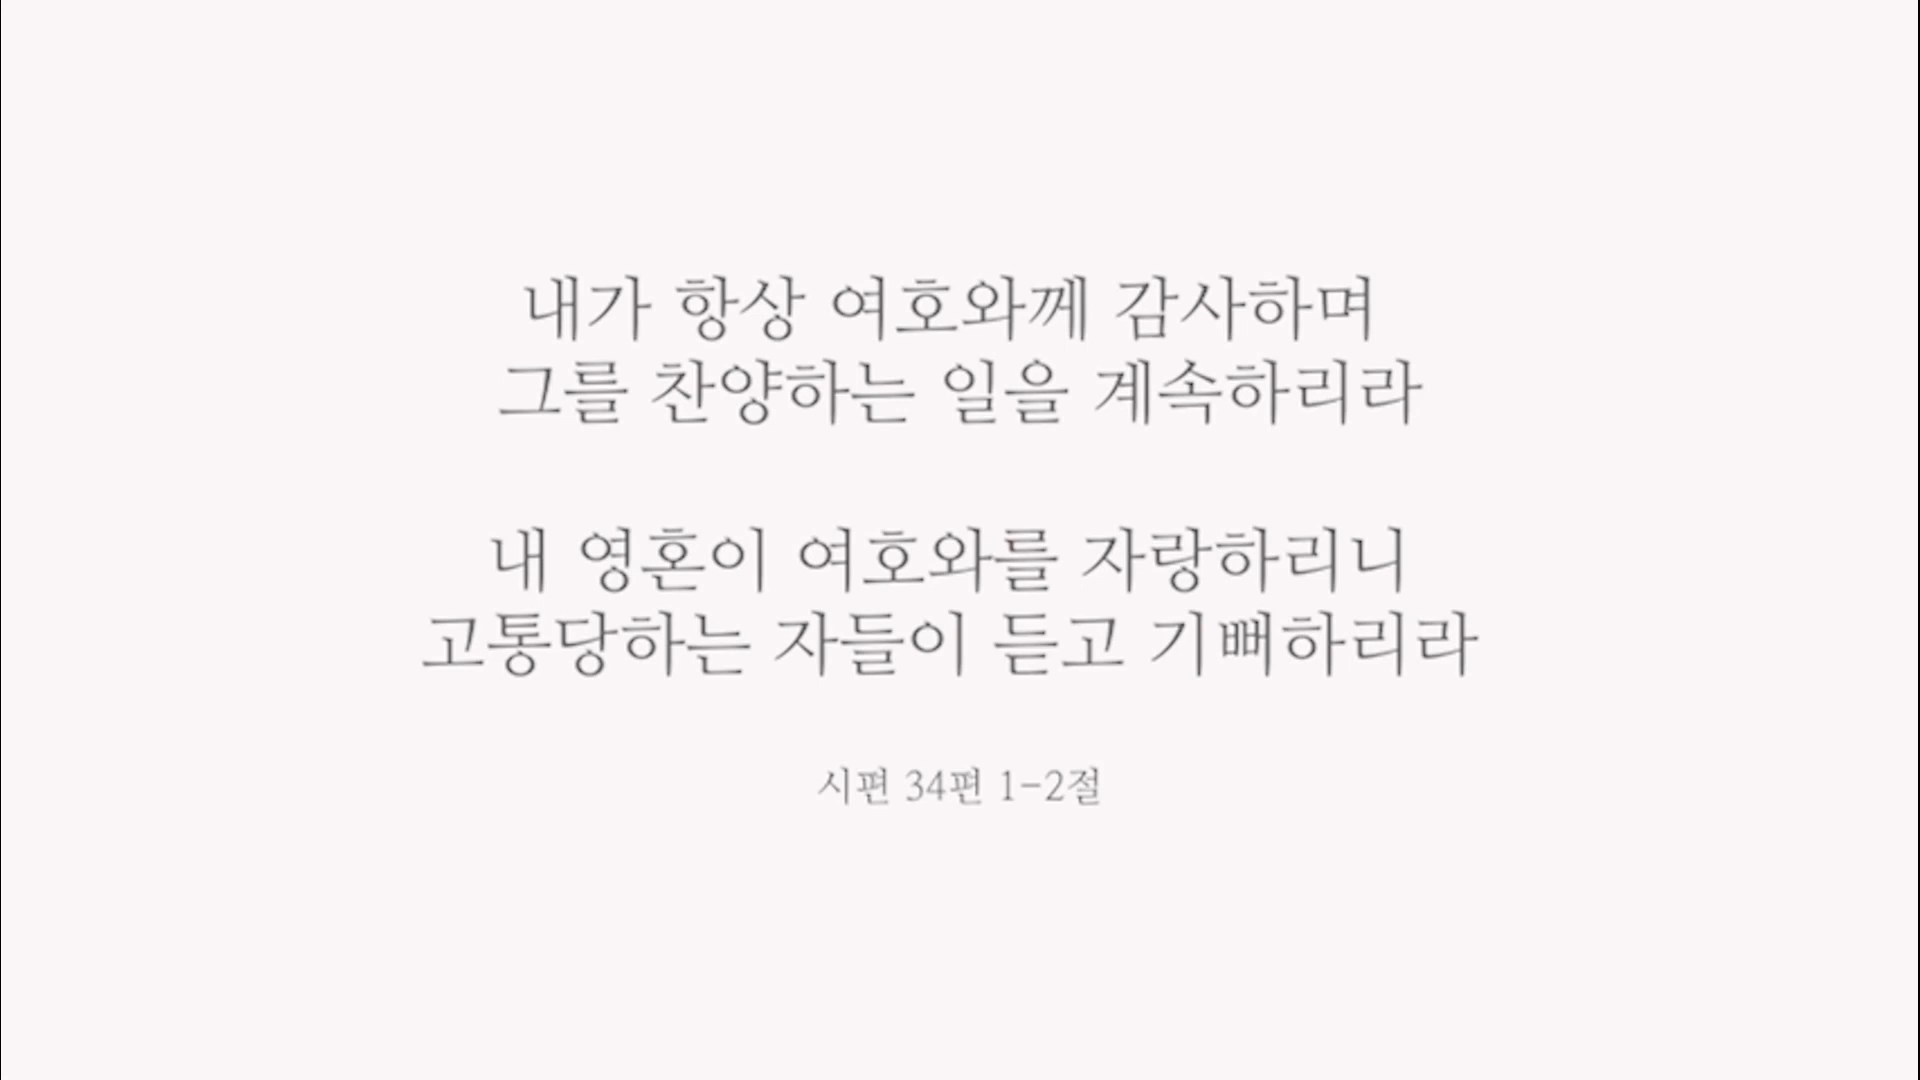 내가 항상 여호와께 감사하며
그를 찬양하는 일을 계속하리라
내 영혼이 여호와를 자랑하리니
고통당하는 자들이 듣고 기뻐하리라
시편 34편 1-2절